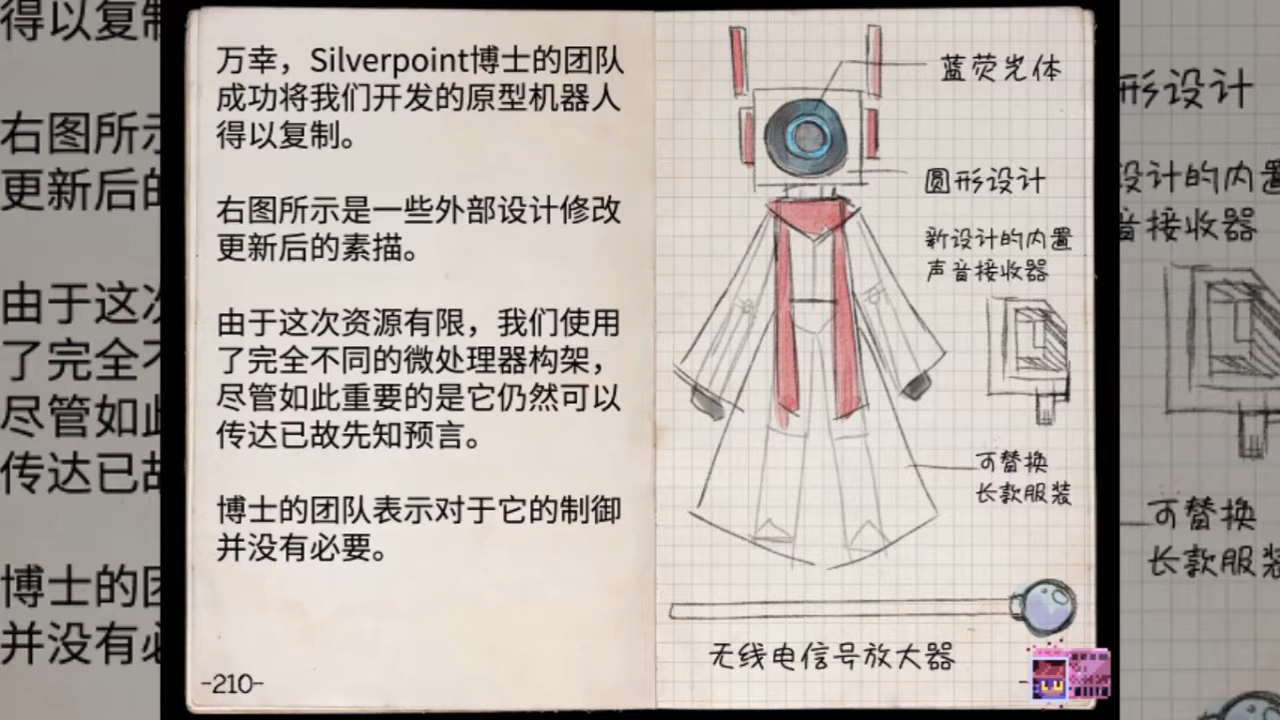 万幸，Silverpoint博士的团队
成功将我们开发的原型机器人
得以复制。
右图所示是一些外部设计修改
更新后的素描。
由于这次资源有限，我们使用
了完全不同的微处理器构架，
尽管如此重要的是它仍然可以
传达已故先知预言。
博士的团队表示对于它的制御
并没有必要。
-210-
蓝荧光体
圆形设计
新设计的内置
声音接收器
可替换
长款服装
无线电信号放大器